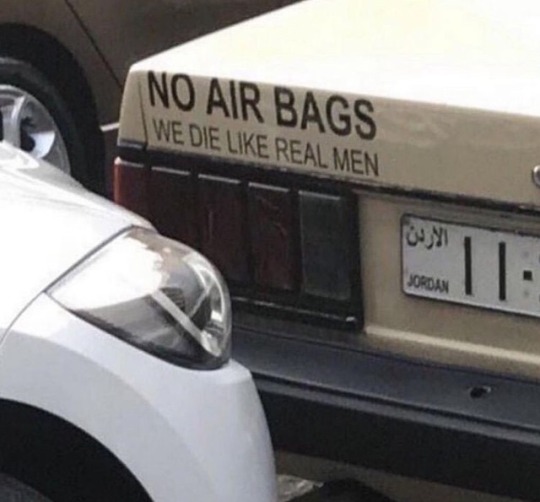 NO AIR BAGS
WE DIE LIKE REAL MEN
الاردن
JORDAN
11